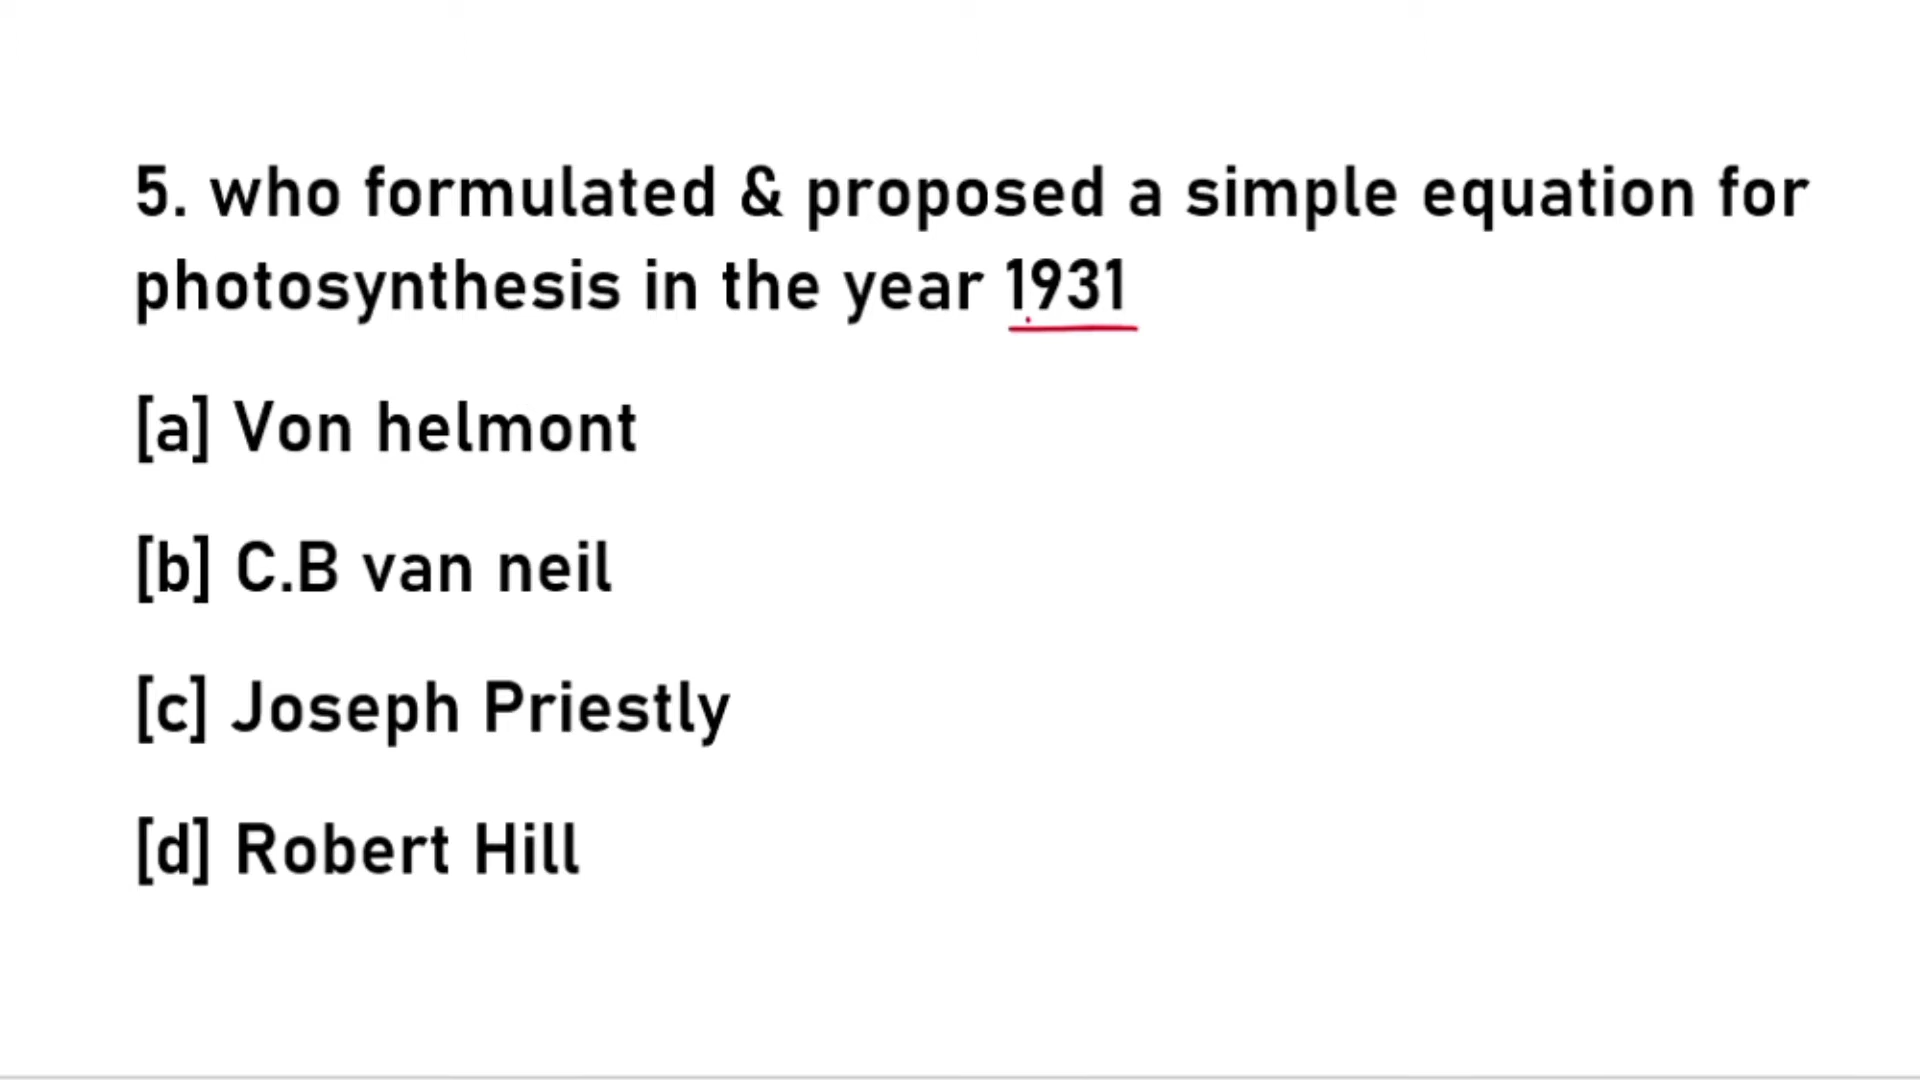 5. who formulated & proposed a simple equation for
photosynthesis in the year 1931
[a] Von helmont
[b] C.B van neil
[c] Joseph Priestly
[d] Robert Hill